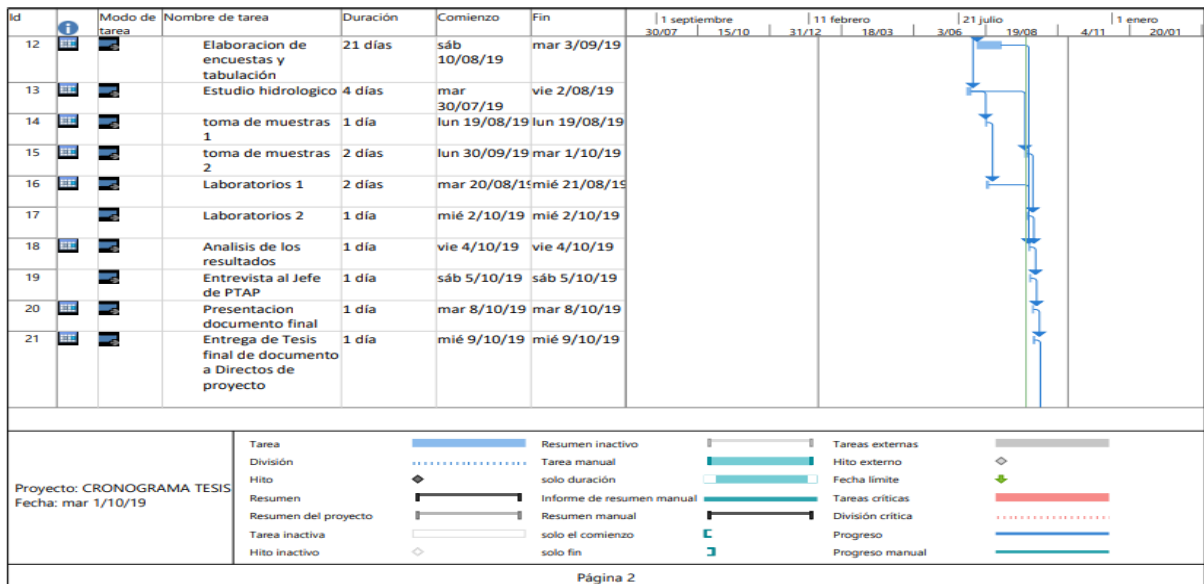 Id Modo de tarea Nombre de tarea Duración Comienzo Fin
1 septiembre 11 febrero 21 julio 1 enero
30/07 15/10 31/12 18/03 3/06 19/08 4/11 20/01
12 Elaboracion de encuestas y tabulación 21 días sáb 10/08/19 mar 3/09/19
13 Estudio hidrologico 4 días mar 30/07/19 vie 2/08/19
14 toma de muestras 1 1 día lun 19/08/19 lun 19/08/19
15 toma de muestras 2 2 días lun 30/09/19 mar 1/10/19
16 Laboratorios 1 2 días mar 20/08/19 mié 21/08/19
17 Laboratorios 2 1 día mié 2/10/19 mié 2/10/19
18 Analisis de los resultados 1 día vie 4/10/19 vie 4/10/19
19 Entrevista al Jefe de PTAP 1 día sáb 5/10/19 sáb 5/10/19
20 Presentacion documento final 1 día mar 8/10/19 mar 8/10/19
21 Entrega de Tesis final de documento a Directos de proyecto 1 día mié 9/10/19 mié 9/10/19
Proyecto: CRONOGRAMA TESIS
Fecha: mar 1/10/19
Tarea Resumen inactivo Tareas externas
División Tarea manual Hito externo
Hito solo duración Fecha límite
Resumen Informe de resumen manual Tareas críticas
Resumen del proyecto Resumen manual División crítica
Tarea inactiva solo el comienzo Progreso
Hito inactivo solo fin Progreso manual
Página 2